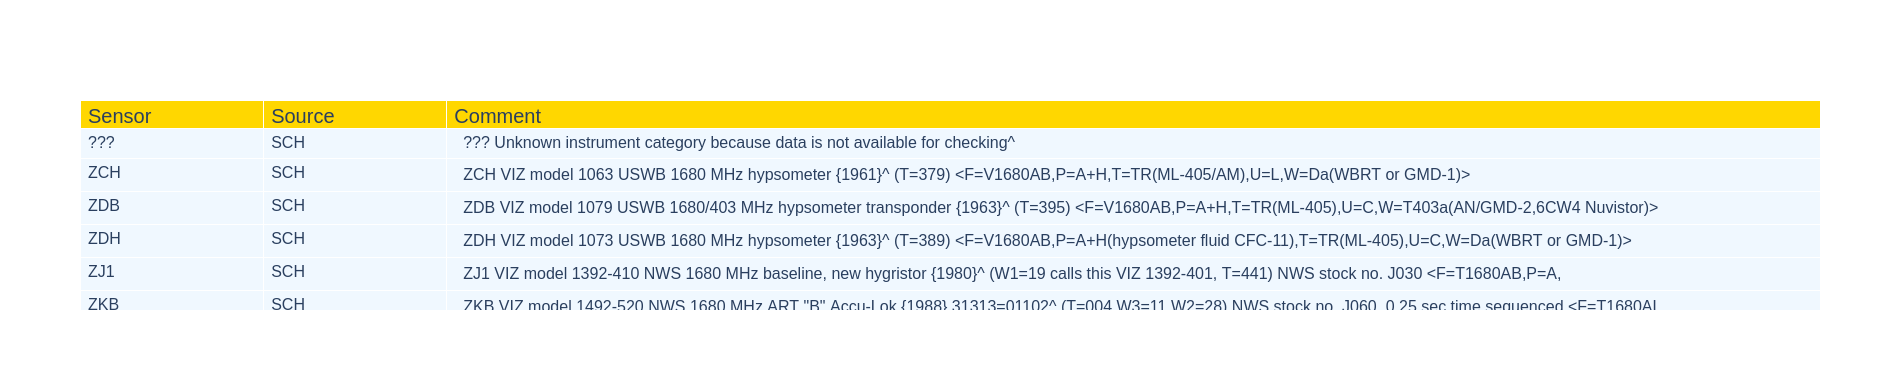 Sensor Source Comment
??? SCH ??? Unknown instrument category because data is not available for checking^
ZCH SCH ZCH VIZ model 1063 USWB 1680 MHz hypsometer {1961}^ (T=379) <F=V1680AB,P=A+H,T=TR(ML-405/AM),U=L,W=Da(WBRT or GMD-1)>
ZDB SCH ZDB VIZ model 1079 USWB 1680/403 MHz hypsometer transponder {1963}^ (T=395) <F=V1680AB,P=A+H,T=TR(ML-405),U=C,W=T403a(AN/GMD-2,6CW4 Nuvistor)>
ZDH SCH ZDH VIZ model 1073 USWB 1680 MHz hypsometer {1963}^ (T=389) <F=V1680AB,P=A+H(hypsometer fluid CFC-11),T=TR(ML-405),U=C,W=Da(WBRT or GMD-1)>
ZJ1 SCH ZJ1 VIZ model 1392-410 NWS 1680 MHz baseline, new hygristor {1980}^ (W1=19 calls this VIZ 1392-401, T=441) NWS stock no. J030 <F=T1680AB,P=A,
ZKB SCH ZKB VIZ model 1492-520 NWS 1680 MHz ART "B" Accu-Lok {1988} 31313=01102^ (T=004,W3=11,W2=28) NWS stock no. J060, 0.25 sec time sequenced